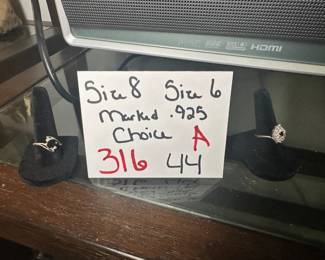 HDMI
Size 8 Size 6
Marked .925
Choice A
316 44